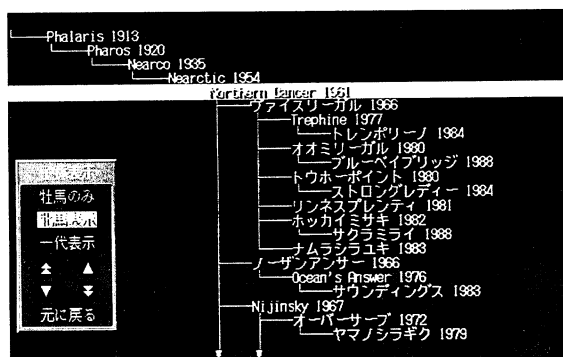 Phalaris 1913
Pharos 1920
Nearco 1935
Nearctic 1954
Northern Dancer 1961
ヴァイスリーガル 1966
Trephine 1977
トレンポリーノ 1984
オオミリーガル 1980
ブルーベイブリッジ 1988
トウホーポイント 1980
ストロングレディー 1984
リンネスプレンティ 1981
ホッカイミサキ 1982
サクラミライ 1988
ナムラシラユキ 1983
ノーザンアンサー 1966
Ocean's Answer 1976
サウンディングス 1983
Nijinsky 1967
オーバーサーブ 1972
ヤマノシラギク 1979
牡馬のみ
牝馬表示
一代表示
元に戻る